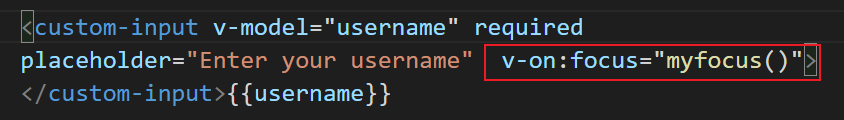 <custom-input v-model="username" required
placeholder="Enter your username" v-on:focus="myfocus()">
</custom-input>{{username}}